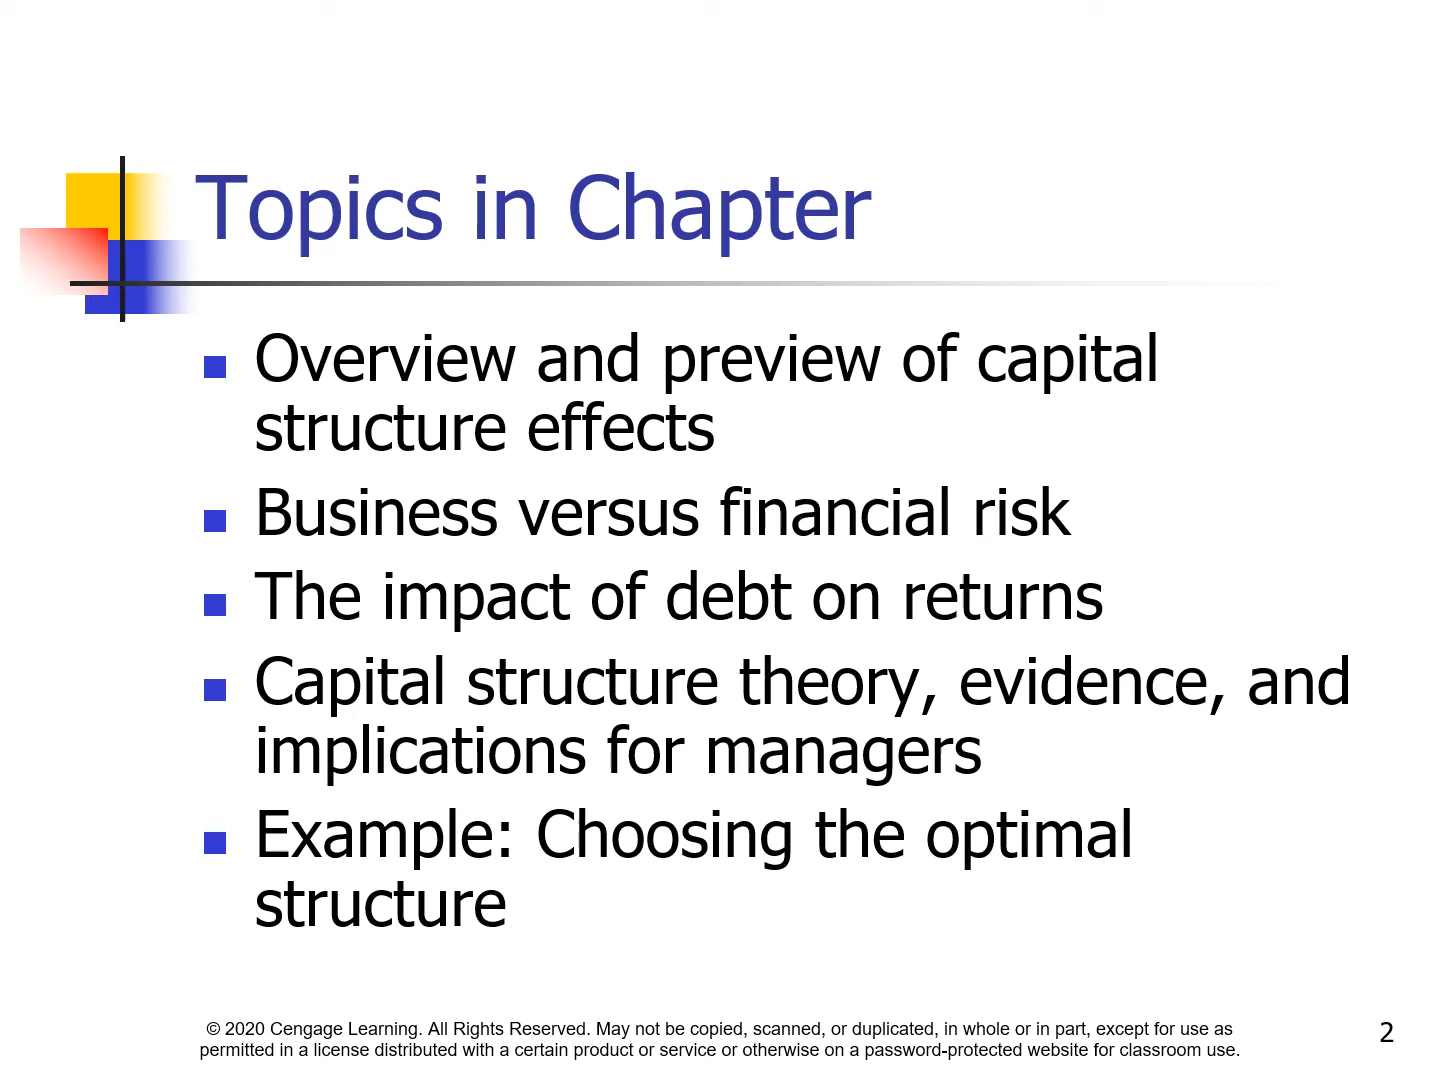 Topics in Chapter
Overview and preview of capital
structure effects
Business versus financial risk
The impact of debt on returns
Capital structure theory, evidence, and
implications for managers
Example: Choosing the optimal
structure
© 2020 Cengage Learning. All Rights Reserved. May not be copied, scanned, or duplicated, in whole or in part, except for use as
permitted in a license distributed with a certain product or service or otherwise on a password-protected website for classroom use.
2